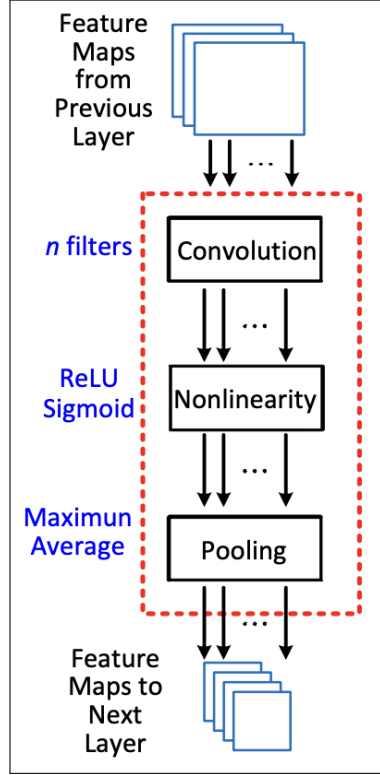 Feature
Maps
from
Previous
Layer
...
n filters
Convolution
...
ReLU
Sigmoid
Nonlinearity
...
Maximun
Average
Pooling
...
Feature
Maps to
Next
Layer